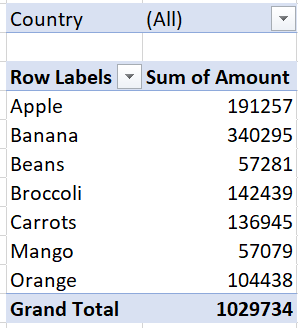 Country (All)
Row Labels Sum of Amount
Apple 191257
Banana 340295
Beans 57281
Broccoli 142439
Carrots 136945
Mango 57079
Orange 104438
Grand Total 1029734